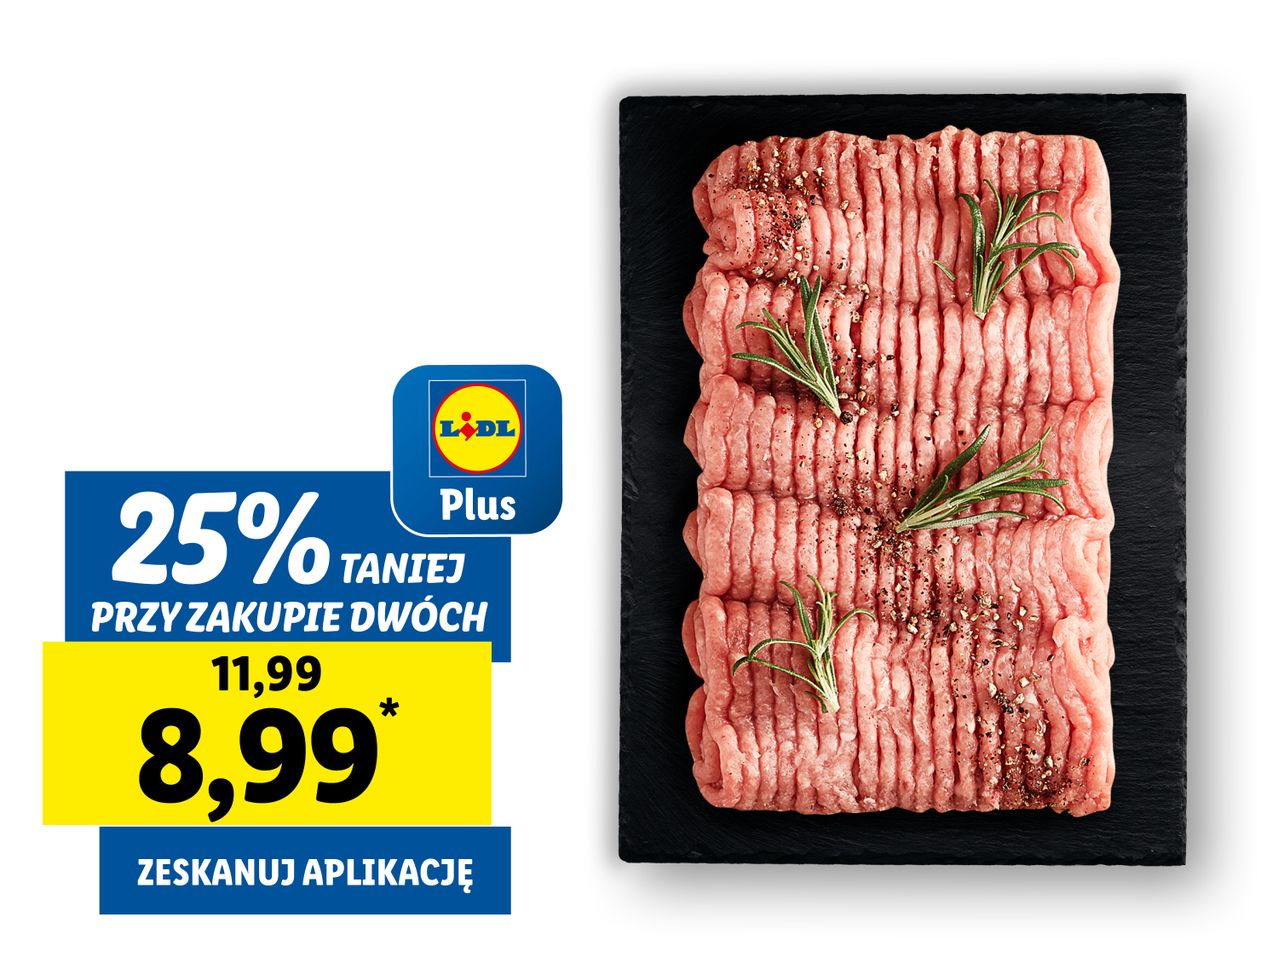 LIDL
Plus
25% TANIEJ
PRZY ZAKUPIE DWÓCH
11,99
8,99*
ZESKANUJ APLIKACJĘ